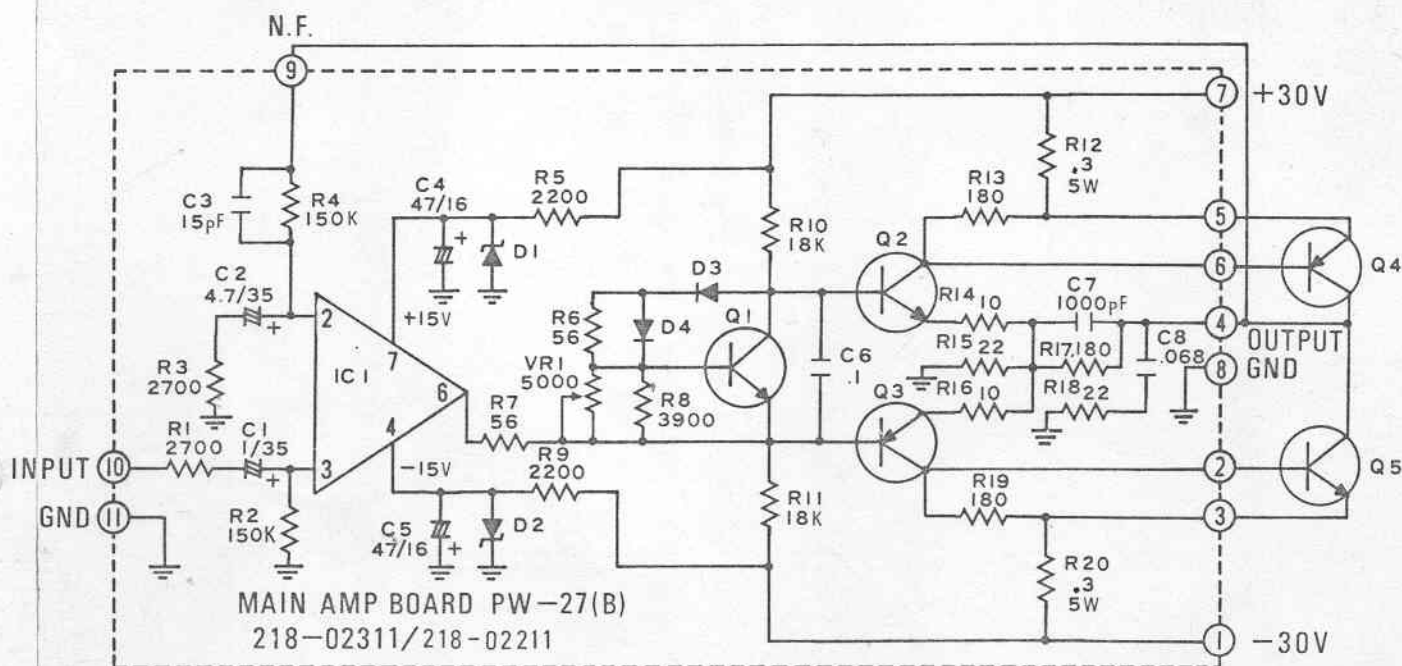 N.F.
9
7 +30V
C3
15pF
R4
150K
C4
47/16
R5
2200
D1
R12
.3
5W
R13
180
5
R10
18K
Q2
6
Q4
C2
4.7/35
+
+15V
D3
R6
56
D4
Q1
C6
.1
R14 10
C7
1000pF
4 OUTPUT
8 GND
C8
.068
R15 22
R17 180
R16 10
R18 22
Q3
2
7
IC 1
6
VR1
5000
R8
3900
R3
2700
R7
56
R1
2700
C1
1/35
+
4
-15V
R9
2200
INPUT 10
3
2
Q5
GND 11
R2
150K
C5
47/16
+
D2
R11
18K
R19
180
3
R20
.3
5W
MAIN AMP BOARD PW-27(B)
218-02311/218-02211
1 -30V